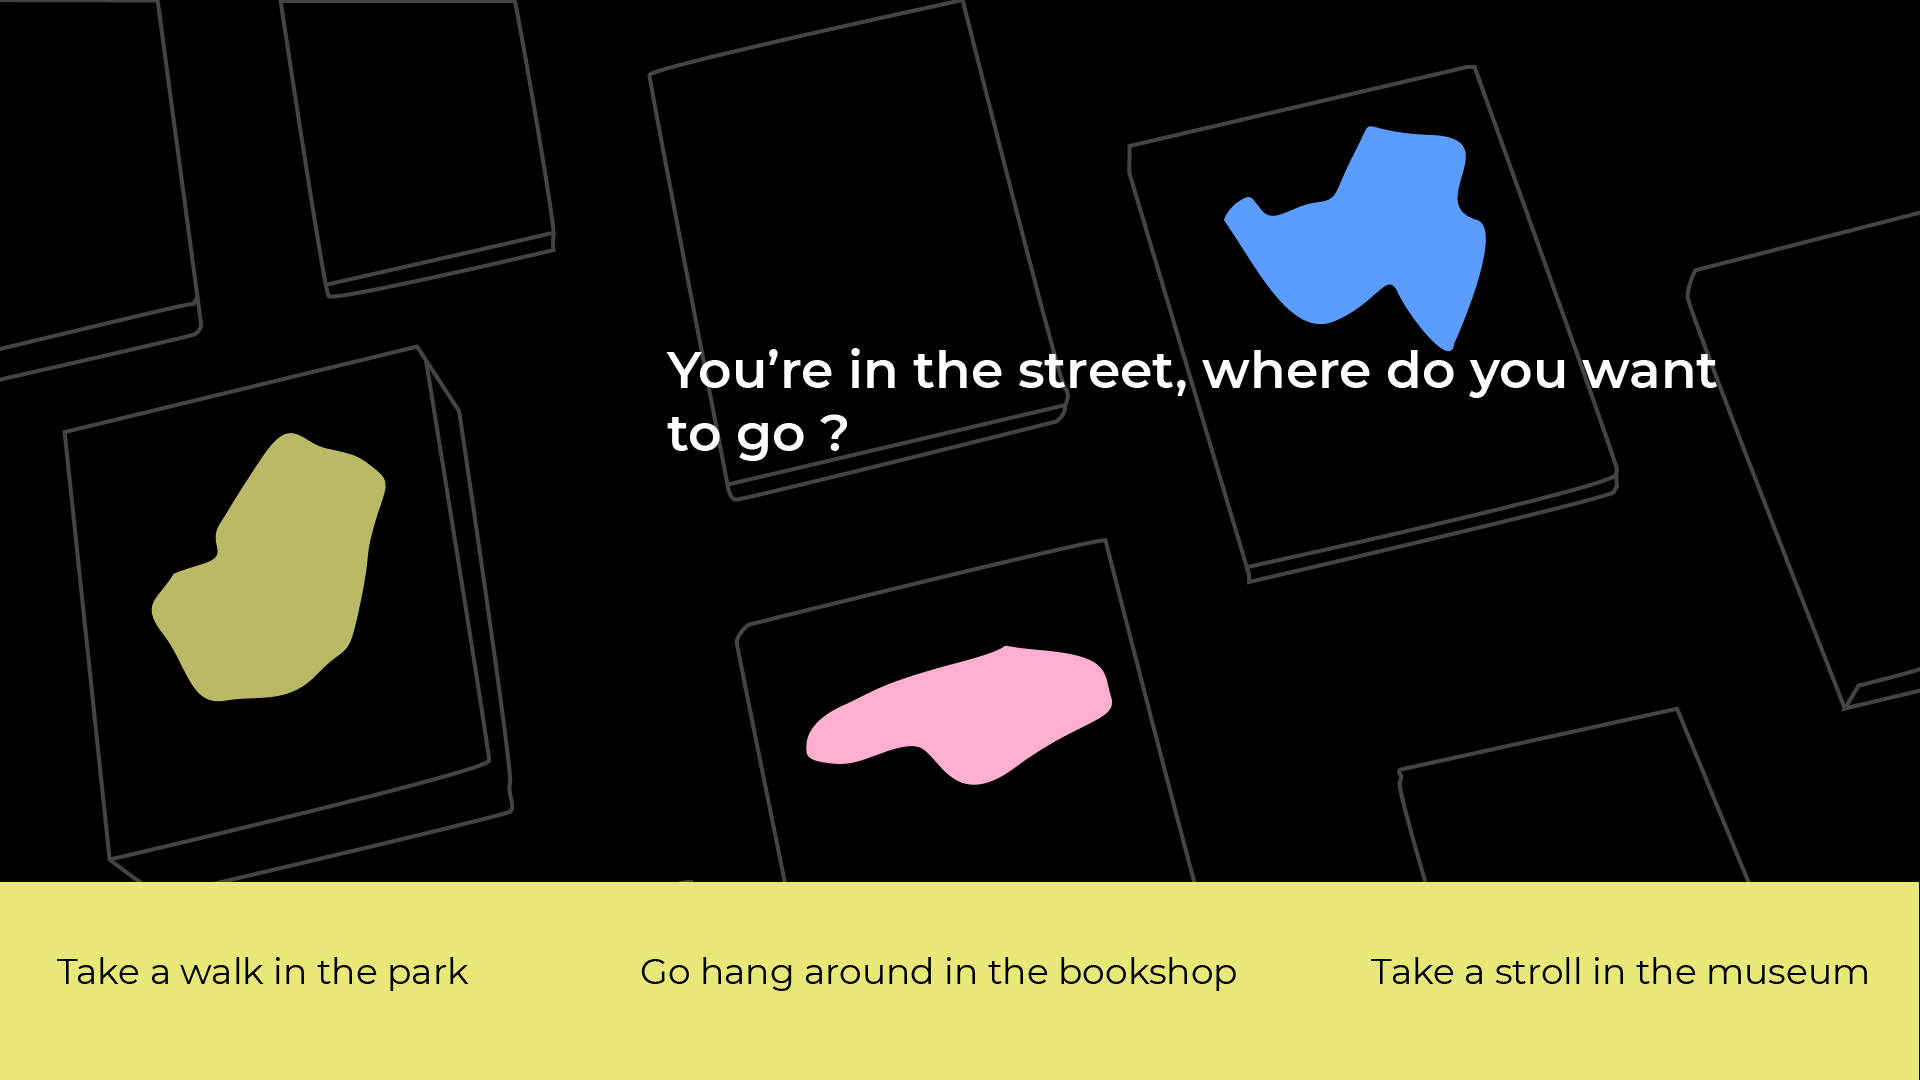 You’re in the street, where do you want
to go ?
Take a walk in the park
Go hang around in the bookshop
Take a stroll in the museum